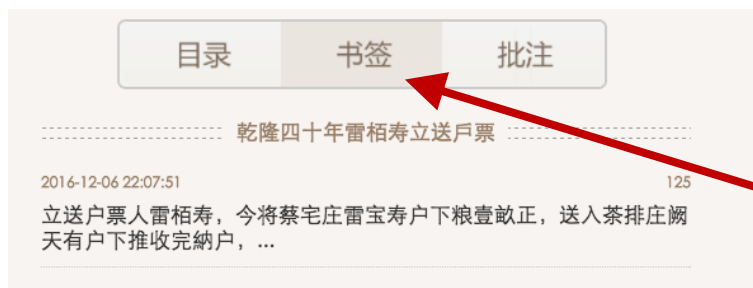 目录 书签 批注
乾隆四十年雷栢寿立送戶票
2016-12-06 22:07:51 125
立送户票人雷栢寿，今将蔡宅庄雷宝寿户下粮壹畝正，送入茶排庄阙
天有户下推收完納户，...